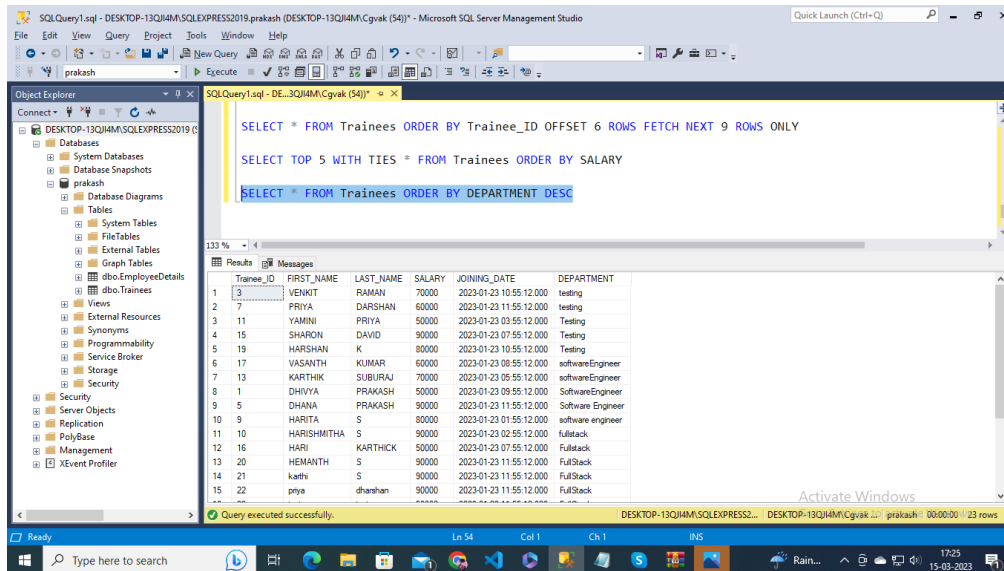 SQLQuery1.sql - DESKTOP-13QJI4M\SQLEXPRESS2019.prakash (DESKTOP-13QJI4M\Cgvak (54))* - Microsoft SQL Server Management Studio
Quick Launch (Ctrl+Q)
File Edit View Query Project Tools Window Help
New Query
prakash Execute
Object Explorer
SQLQuery1.sql - DE...3QJI4M\Cgvak (54))*
Connect
DESKTOP-13QJI4M\SQLEXPRESS2019 (S
Databases
System Databases
Database Snapshots
prakash
Database Diagrams
Tables
System Tables
FileTables
External Tables
Graph Tables
dbo.EmployeeDetails
dbo.Trainees
Views
External Resources
Synonyms
Programmability
Service Broker
Storage
Security
Security
Server Objects
Replication
PolyBase
Management
XEvent Profiler
SELECT * FROM Trainees ORDER BY Trainee_ID OFFSET 6 ROWS FETCH NEXT 9 ROWS ONLY
SELECT TOP 5 WITH TIES * FROM Trainees ORDER BY SALARY
SELECT * FROM Trainees ORDER BY DEPARTMENT DESC
133 %
Results Messages
Trainee_ID FIRST_NAME LAST_NAME SALARY JOINING_DATE DEPARTMENT
1 3 VENKIT RAMAN 70000 2023-01-23 10:55:12.000 testing
2 7 PRIYA DARSHAN 60000 2023-01-23 11:55:12.000 testing
3 11 YAMINI PRIYA 50000 2023-01-23 03:55:12.000 Testing
4 15 SHARON DAVID 90000 2023-01-23 07:55:12.000 Testing
5 19 HARSHAN K 80000 2023-01-23 10:55:12.000 Testing
6 17 VASANTH KUMAR 60000 2023-01-23 08:55:12.000 softwareEngineer
7 13 KARTHIK SUBURAJ 70000 2023-01-23 05:55:12.000 softwareEngineer
8 1 DHIVYA PRAKASH 50000 2023-01-23 09:55:12.000 SoftwareEngineer
9 5 DHANA PRAKASH 90000 2023-01-23 11:55:12.000 Software Engineer
10 9 HARITA S 80000 2023-01-23 01:55:12.000 software engineer
11 10 HARISHMITHA S 90000 2023-01-23 02:55:12.000 fullstack
12 16 HARI KARTHICK 50000 2023-01-23 07:55:12.000 Fullstack
13 20 HEMANTH S 90000 2023-01-23 11:55:12.000 FullStack
14 21 karthi S 90000 2023-01-23 11:55:12.000 FullStack
15 22 priya dharshan 90000 2023-01-23 11:55:12.000 FullStack
Activate Windows
Query executed successfully.
DESKTOP-13QJI4M\SQLEXPRESS2... DESKTOP-13QJI4M\Cgvak ... prakash 00:00:00 23 rows
Ready Ln 54 Col 1 Ch 1 INS
Type here to search
Rain...
17:25
15-03-2023